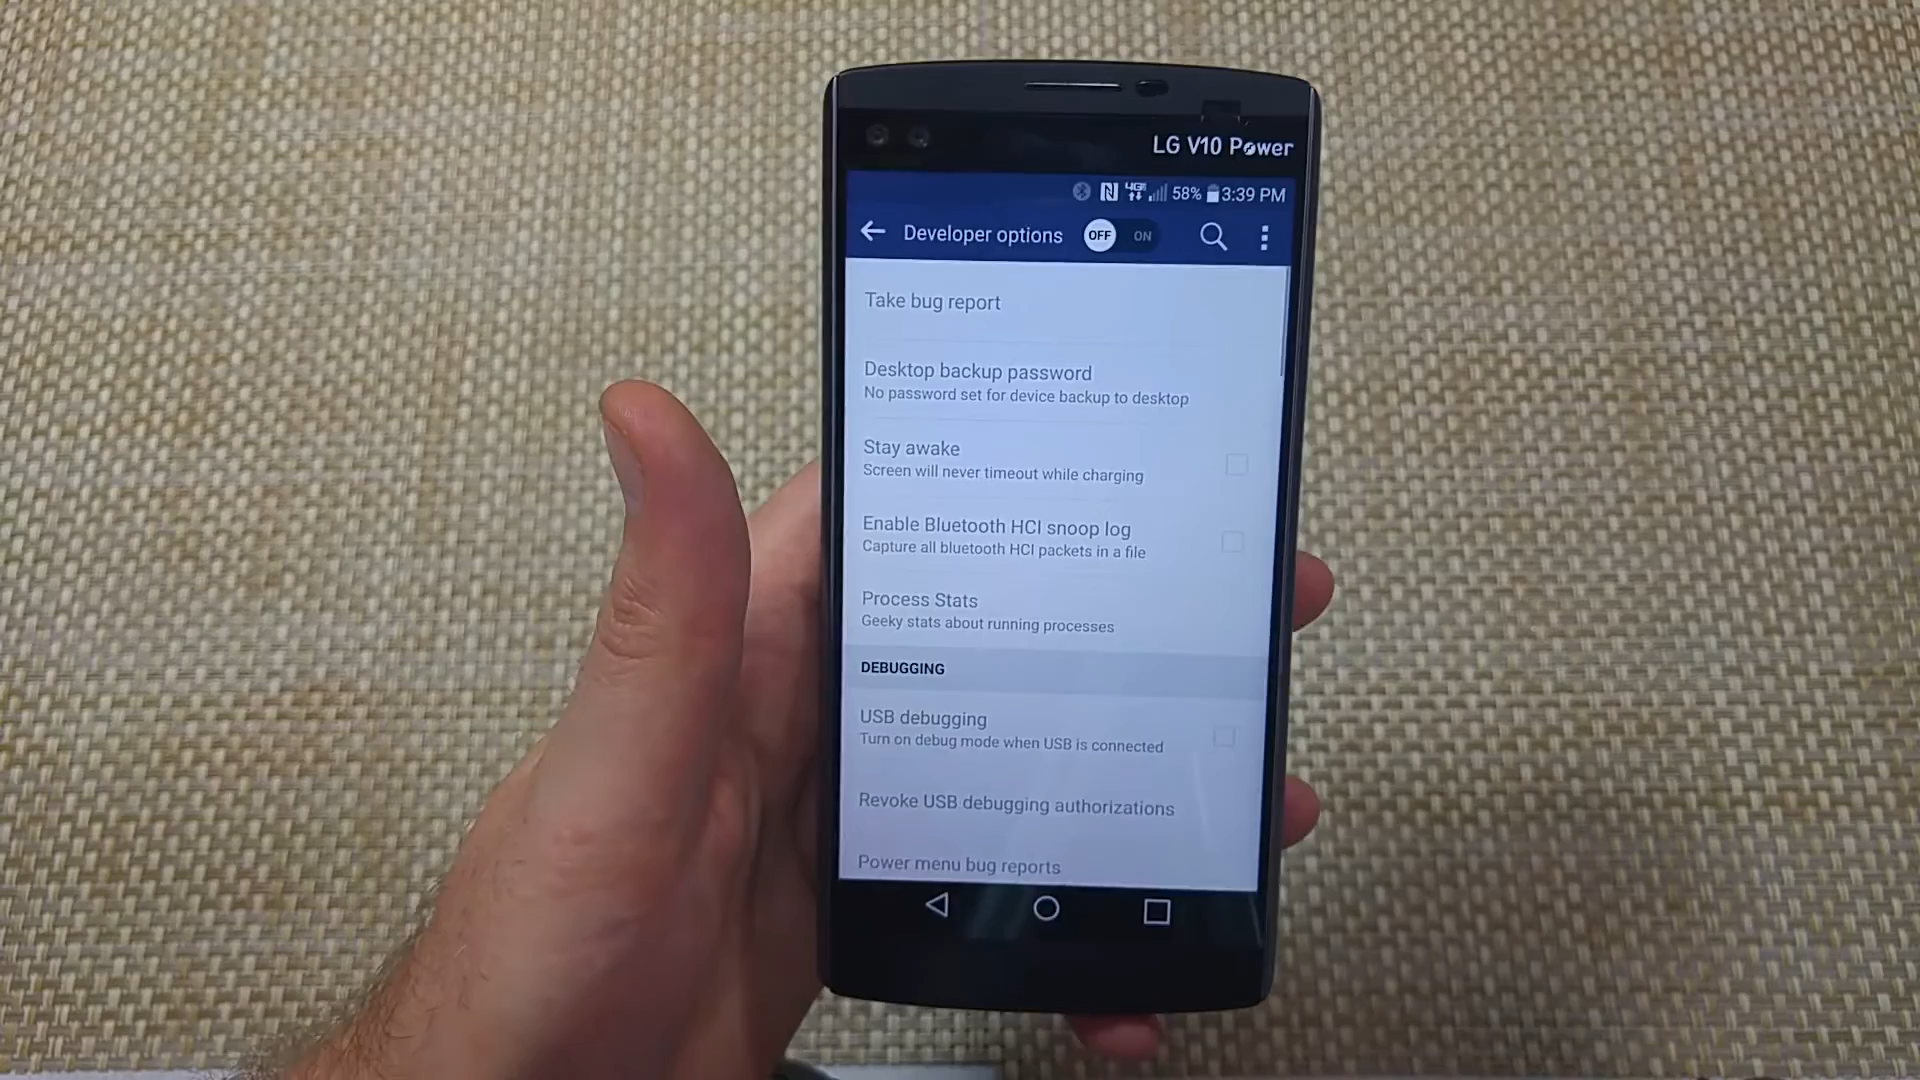 LG V10 Power
4G 58% 3:39 PM
Developer options OFF ON
Take bug report
Desktop backup password
No password set for device backup to desktop
Stay awake
Screen will never timeout while charging
Enable Bluetooth HCI snoop log
Capture all bluetooth HCI packets in a file
Process Stats
Geeky stats about running processes
DEBUGGING
USB debugging
Turn on debug mode when USB is connected
Revoke USB debugging authorizations
Power menu bug reports